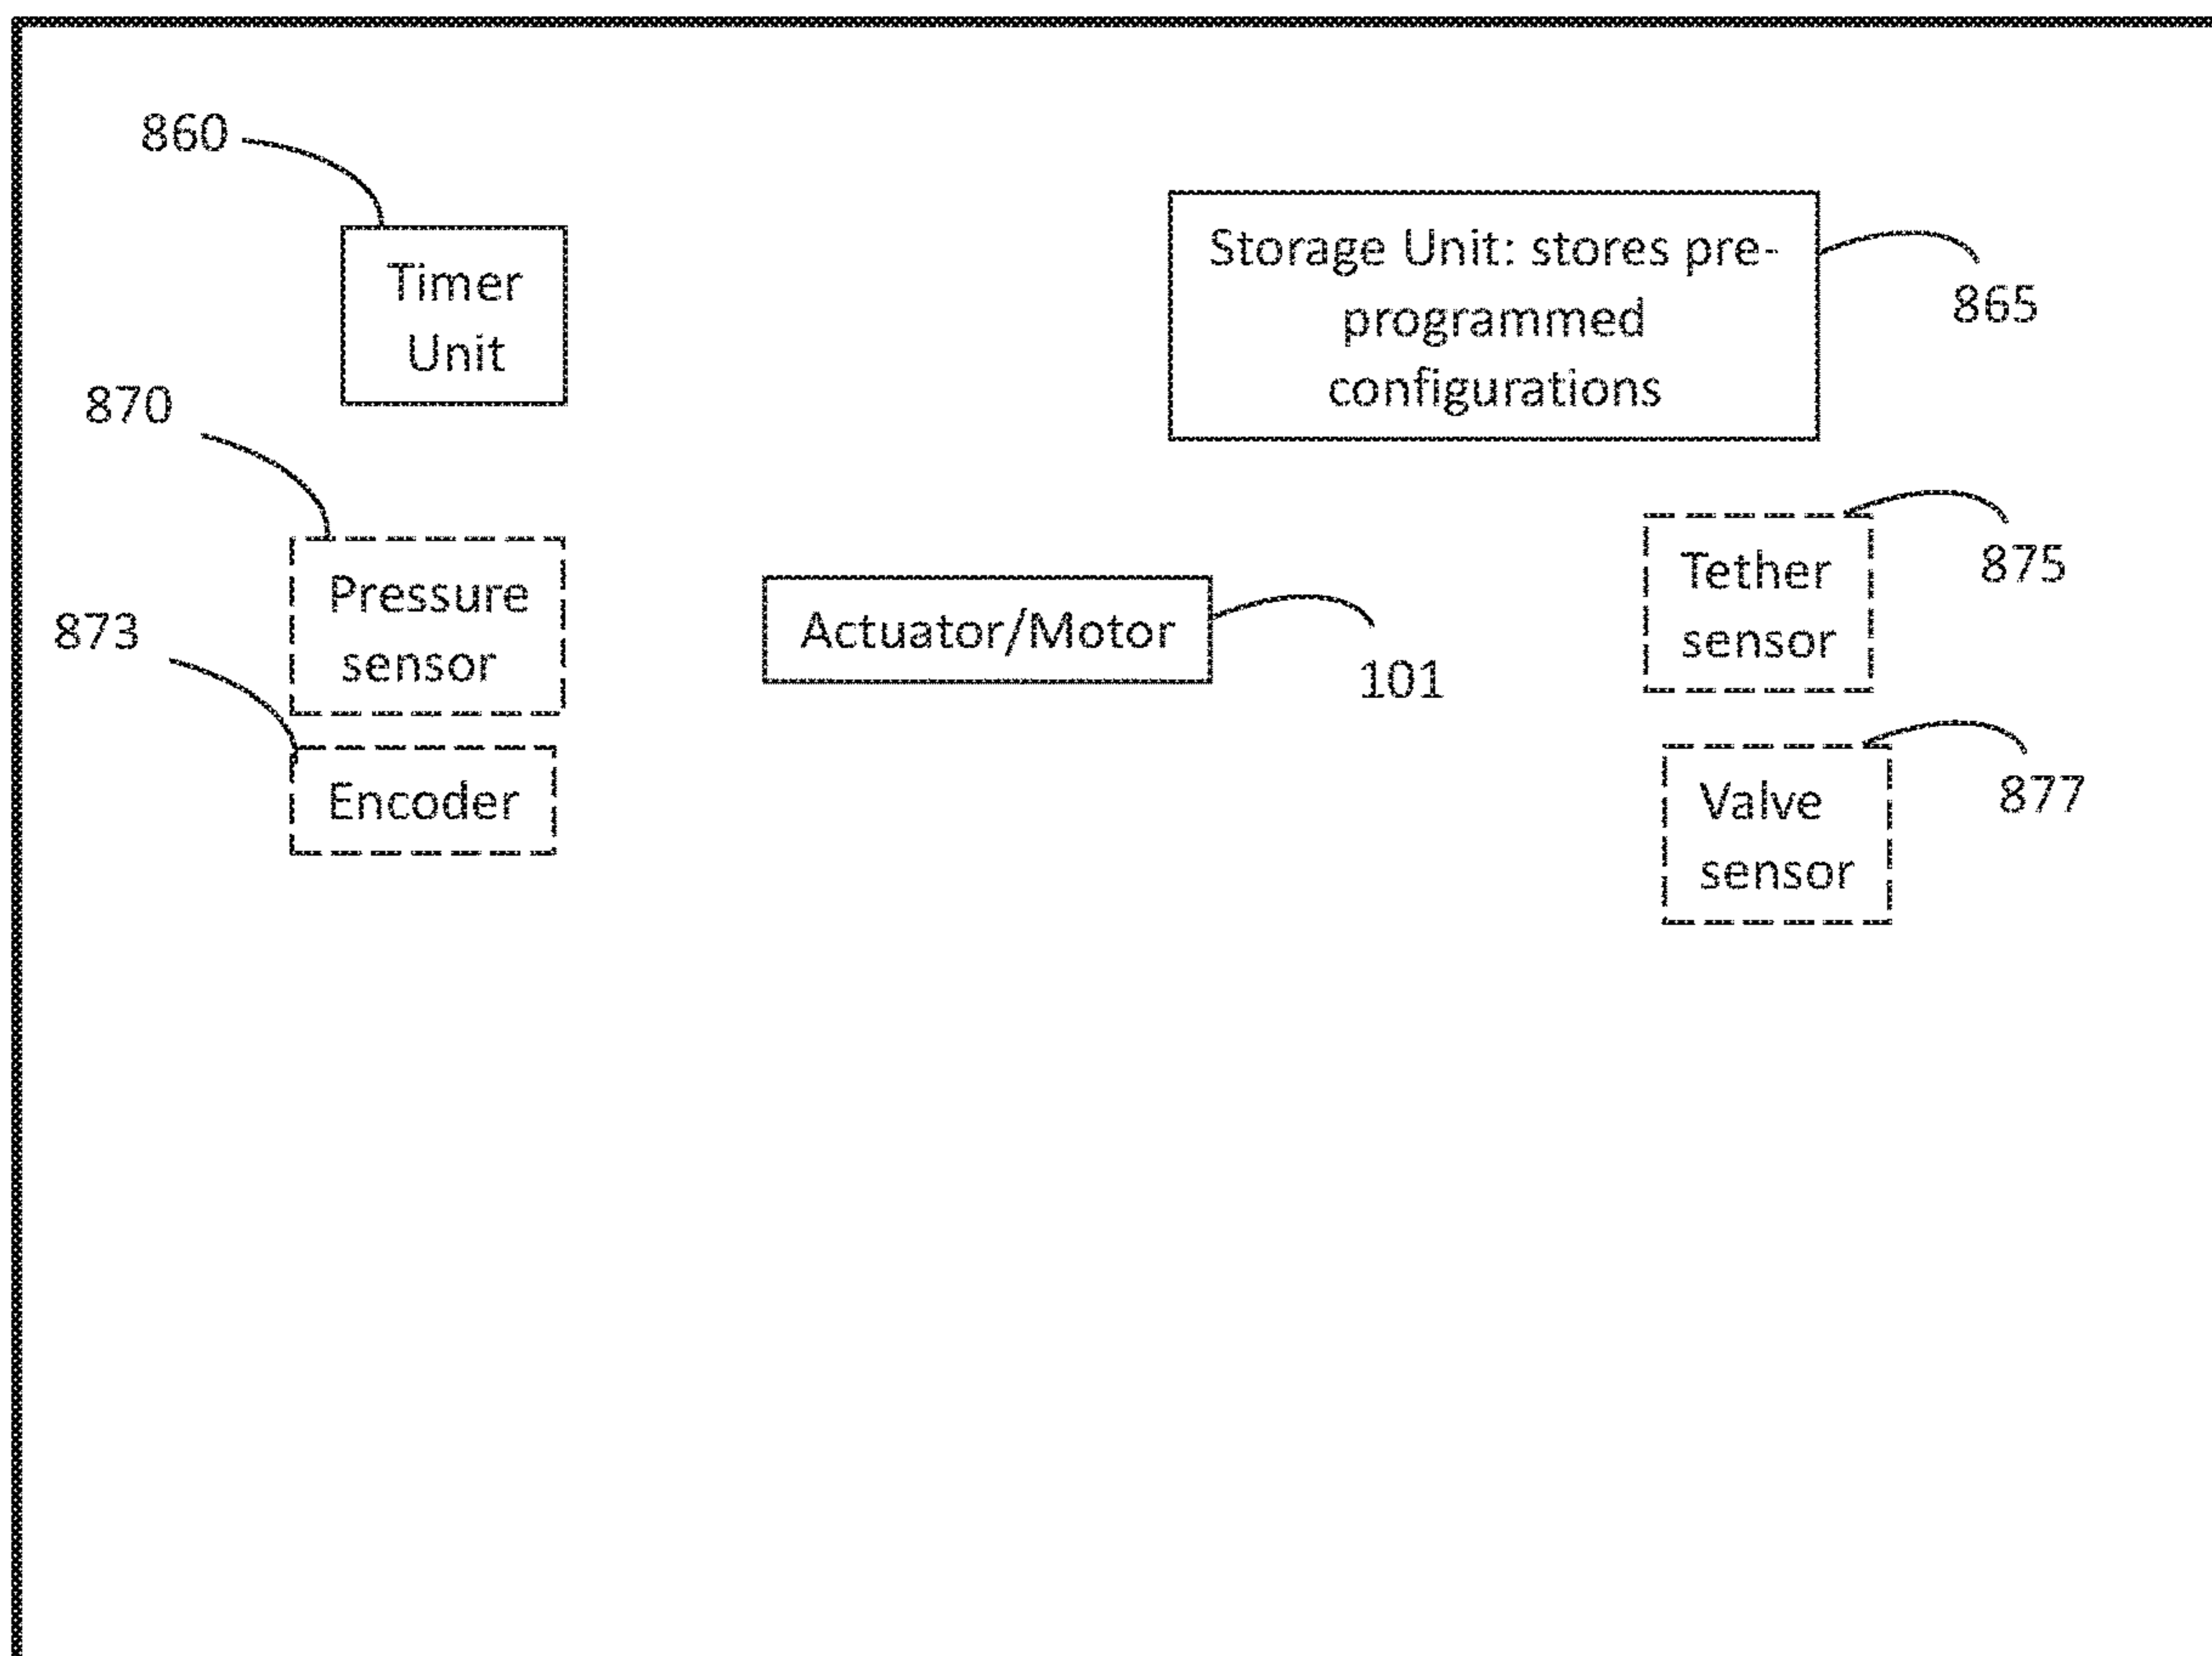 860
Timer
Unit
Storage Unit: stores pre-
programmed
configurations
865
870
Pressure
sensor
873
Encoder
Actuator/Motor
101
Tether
sensor
875
Valve
sensor
877